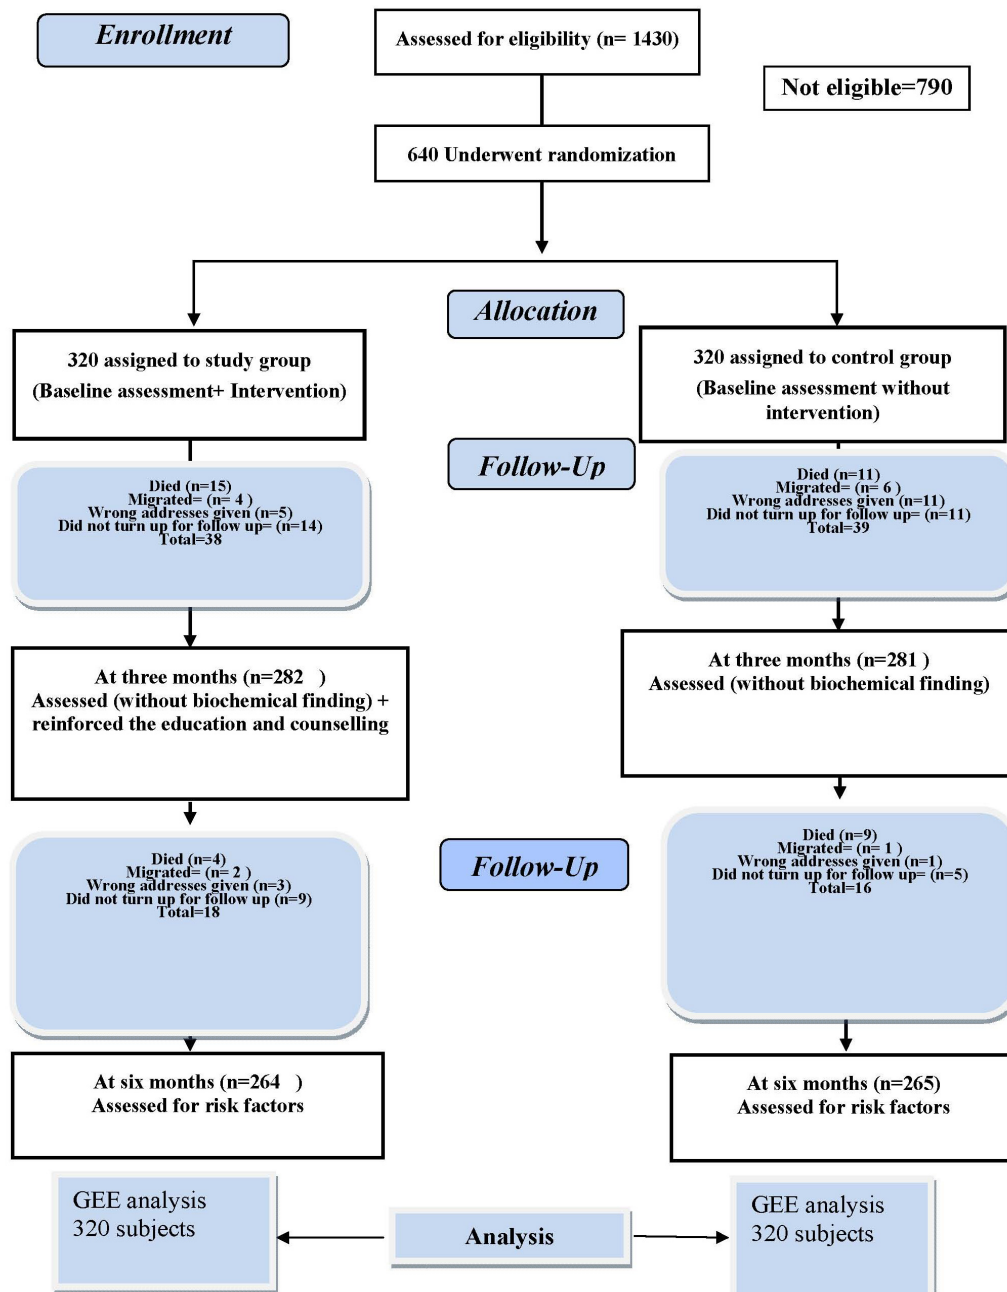 Enrollment
Assessed for eligibility (n= 1430)
Not eligible=790
640 Underwent randomization
Allocation
320 assigned to study group
(Baseline assessment+ Intervention)
320 assigned to control group
(Baseline assessment without
intervention)
Follow-Up
Died (n=15)
Migrated= (n= 4 )
Wrong addresses given (n=5)
Did not turn up for follow up= (n=14)
Total=38
Died (n=11)
Migrated= (n= 6 )
Wrong addresses given (n=11)
Did not turn up for follow up= (n=11)
Total=39
At three months (n=282 )
Assessed (without biochemical finding) +
reinforced the education and counselling
At three months (n=281 )
Assessed (without biochemical finding)
Follow-Up
Died (n=4)
Migrated= (n= 2 )
Wrong addresses given (n=3)
Did not turn up for follow up (n=9)
Total=18
Died (n=9)
Migrated= (n= 1 )
Wrong addresses given (n=1)
Did not turn up for follow up= (n=5)
Total=16
At six months (n=264 )
Assessed for risk factors
At six months (n=265)
Assessed for risk factors
GEE analysis
320 subjects
Analysis
GEE analysis
320 subjects